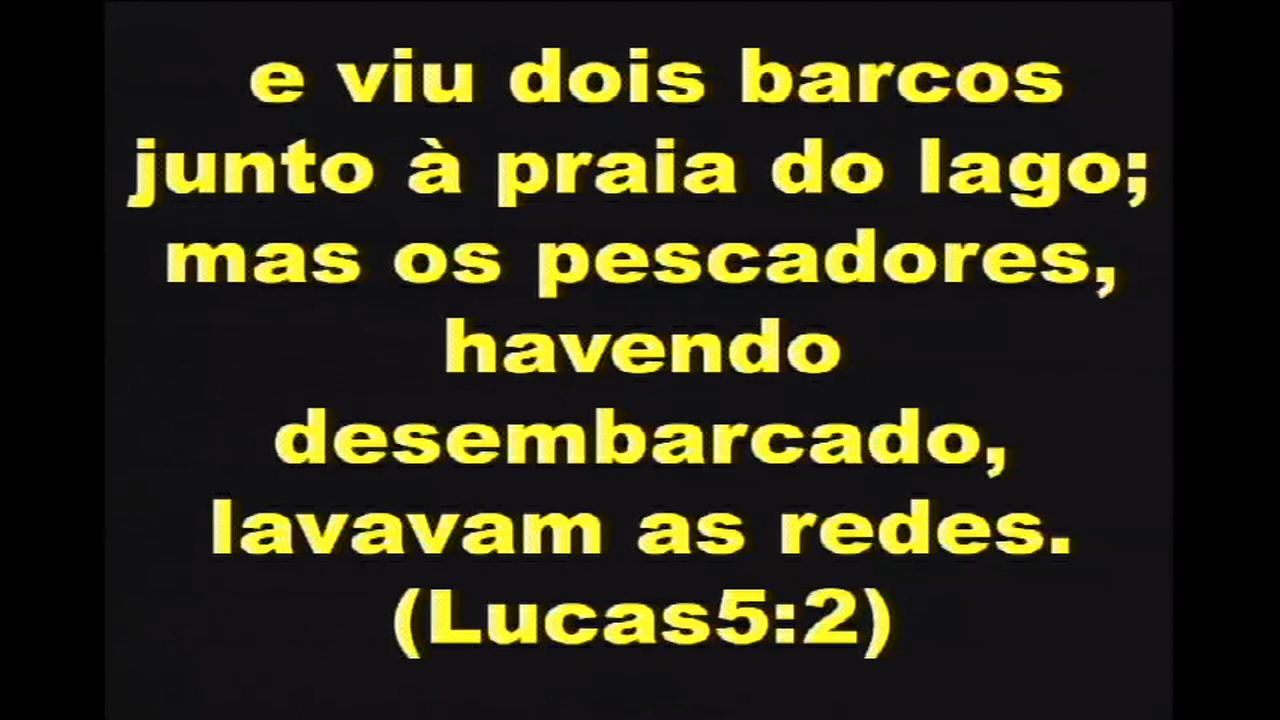 e viu dois barcos
junto à praia do lago;
mas os pescadores,
havendo
desembarcado,
lavavam as redes.
(Lucas5:2)